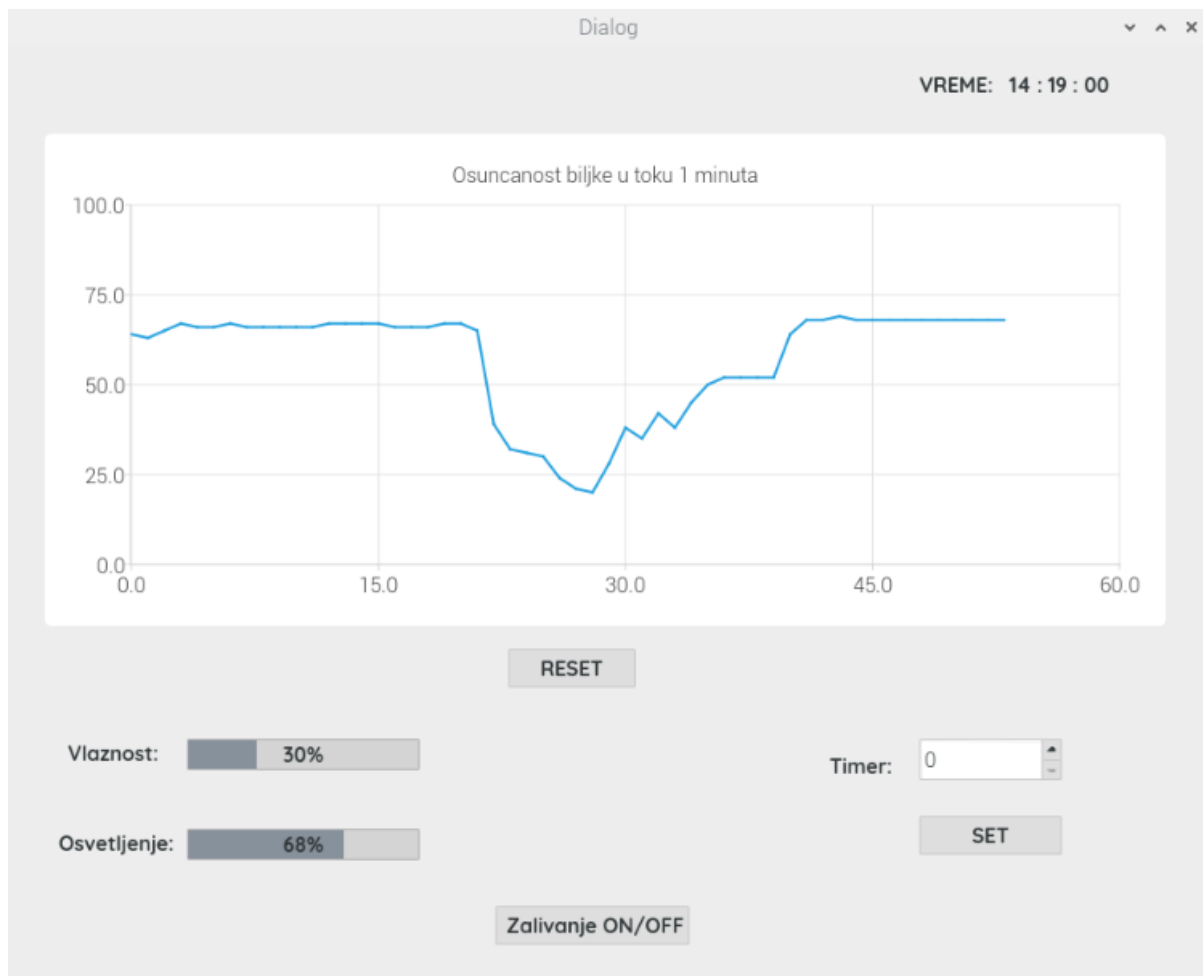 Dialog
VREME: 14 : 19 : 00
Osuncanost biljke u toku 1 minuta
100.0
75.0
50.0
25.0
0.0
0.0 15.0 30.0 45.0 60.0
RESET
Vlaznost: 30%
Timer: 0
Osvetljenje: 68%
SET
Zalivanje ON/OFF